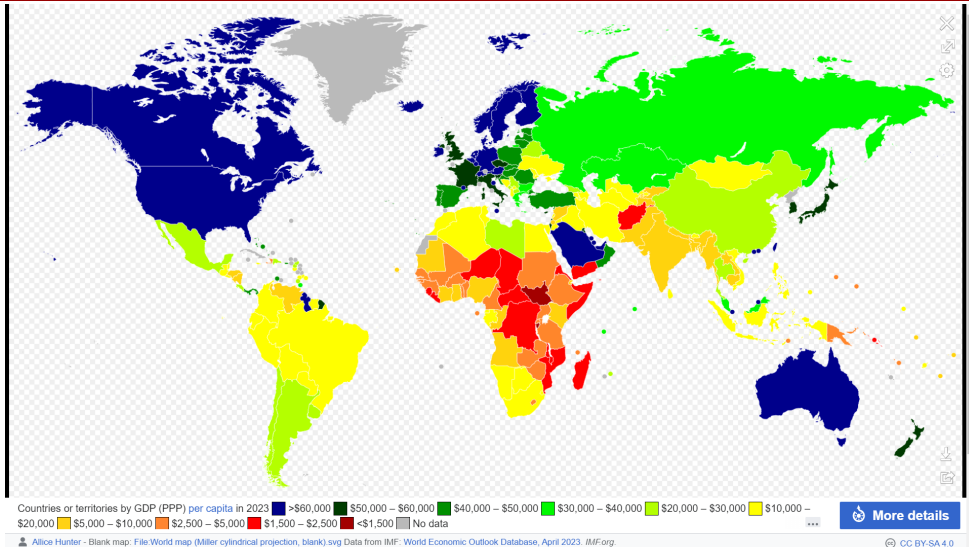 Countries or territories by GDP (PPP) per capita in 2023 >$60,000 $50,000 – $60,000 $40,000 – $50,000 $30,000 – $40,000 $20,000 – $30,000 $10,000 –
$20,000 $5,000 – $10,000 $2,500 – $5,000 $1,500 – $2,500 <$1,500 No data
...
More details
Allice Hunter - Blank map: File:World map (Miller cylindrical projection, blank).svg Data from IMF: World Economic Outlook Database, April 2023. IMF.org.
CC BY-SA 4.0